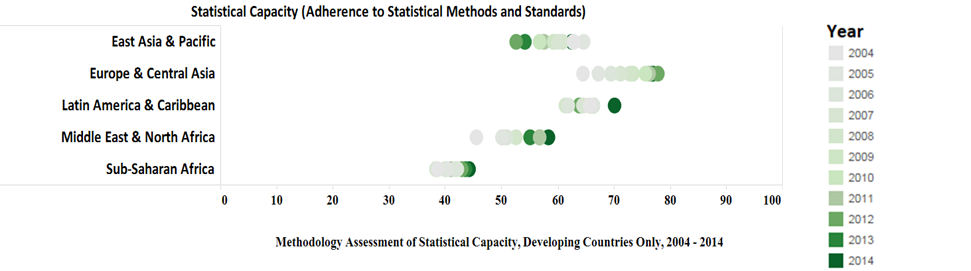 Statistical Capacity (Adherence to Statistical Methods and Standards)
East Asia & Pacific
Europe & Central Asia
Latin America & Caribbean
Middle East & North Africa
Sub-Saharan Africa
0 10 20 30 40 50 60 70 80 90 100
Methodology Assessment of Statistical Capacity, Developing Countries Only, 2004 - 2014
Year
2004
2005
2006
2007
2008
2009
2010
2011
2012
2013
2014